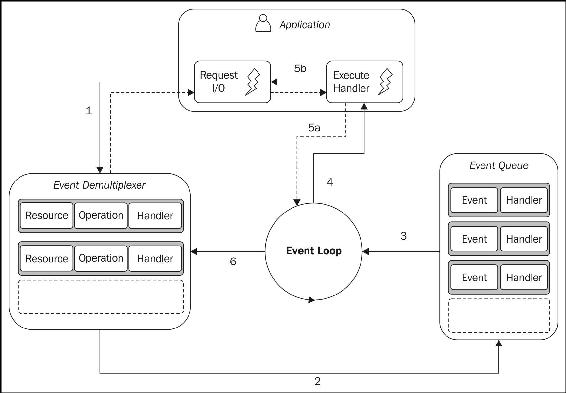 Application
Request
I/O
5b
Execute
Handler
1
5a
4
Event Demultiplexer
Resource Operation Handler
Resource Operation Handler
6
Event Loop
3
Event Queue
Event Handler
Event Handler
Event Handler
2